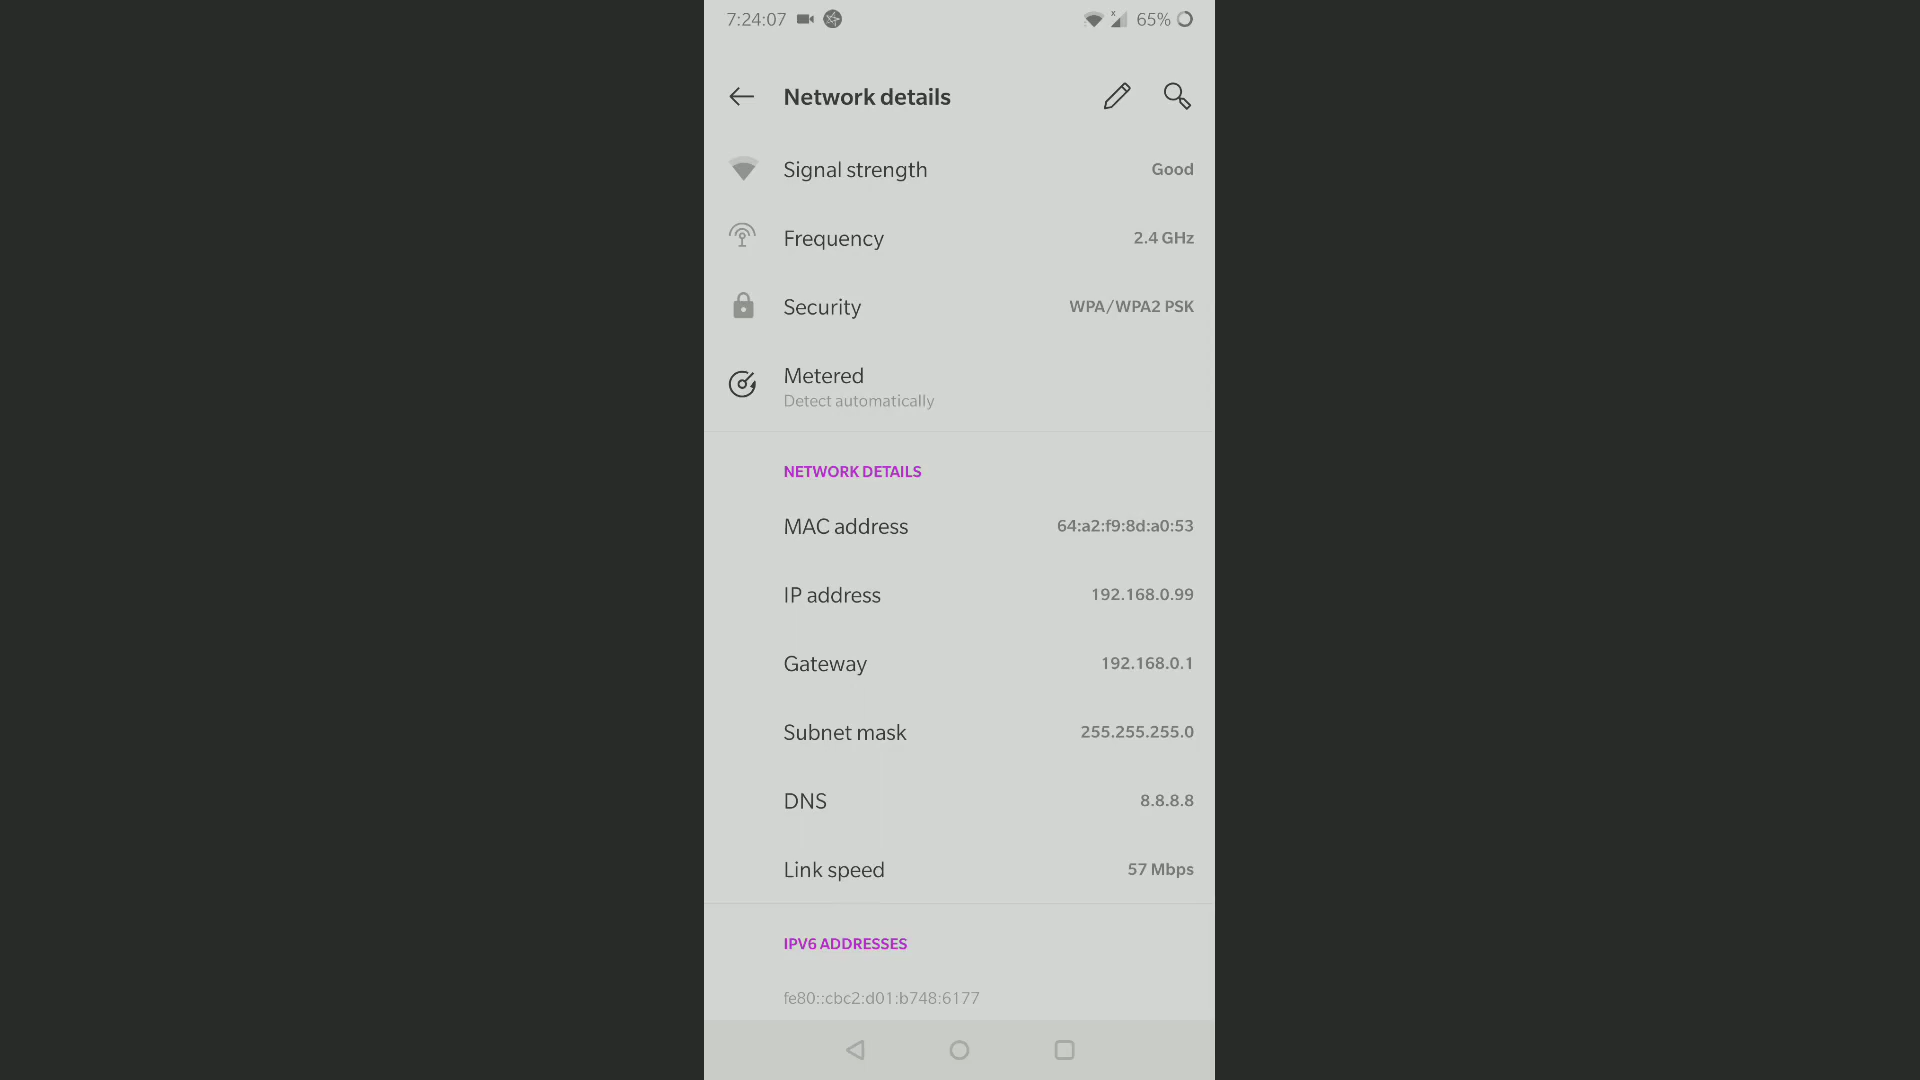 7:24:07 x 65%
Network details
Signal strength Good
Frequency 2.4 GHz
Security WPA/WPA2 PSK
Metered
Detect automatically
NETWORK DETAILS
MAC address 64:a2:f9:8d:a0:53
IP address 192.168.0.99
Gateway 192.168.0.1
Subnet mask 255.255.255.0
DNS 8.8.8.8
Link speed 57 Mbps
IPV6 ADDRESSES
fe80::cbc2:d01:b748:6177